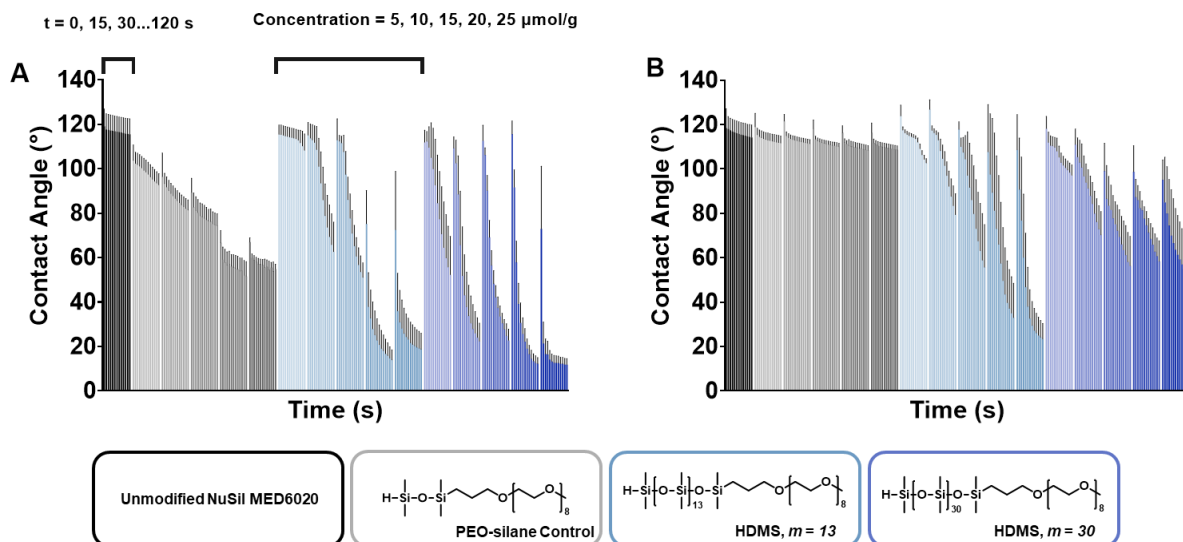 t = 0, 15, 30...120 s
Concentration = 5, 10, 15, 20, 25 µmol/g
A
140
120
100
80
60
40
20
0
Contact Angle (°)
Time (s)
B
140
120
100
80
60
40
20
0
Contact Angle (°)
Time (s)
Unmodified NuSil MED6020
H-Si-O-Si O O 8
PEO-silane Control
H-Si O-Si O-Si O O 13 8
HDMS, m = 13
H-Si O-Si O-Si O O 30 8
HDMS, m = 30